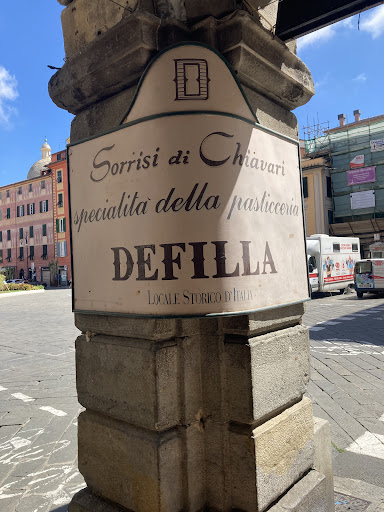 D
Sorrisi di Chiavari
specialità della pasticceria
DEFILLA
Locale Storico d'Italia